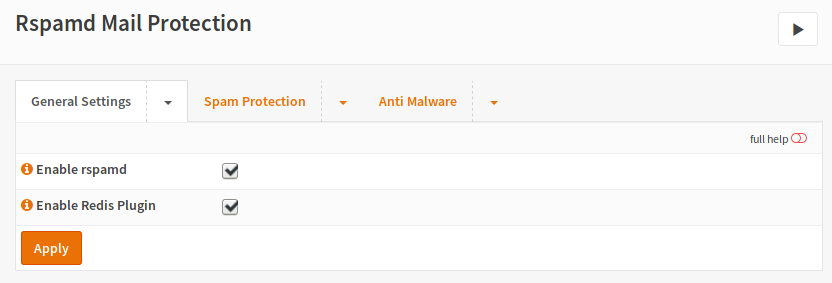 Rspamd Mail Protection
General Settings
Spam Protection
Anti Malware
full help
Enable rspamd
Enable Redis Plugin
Apply